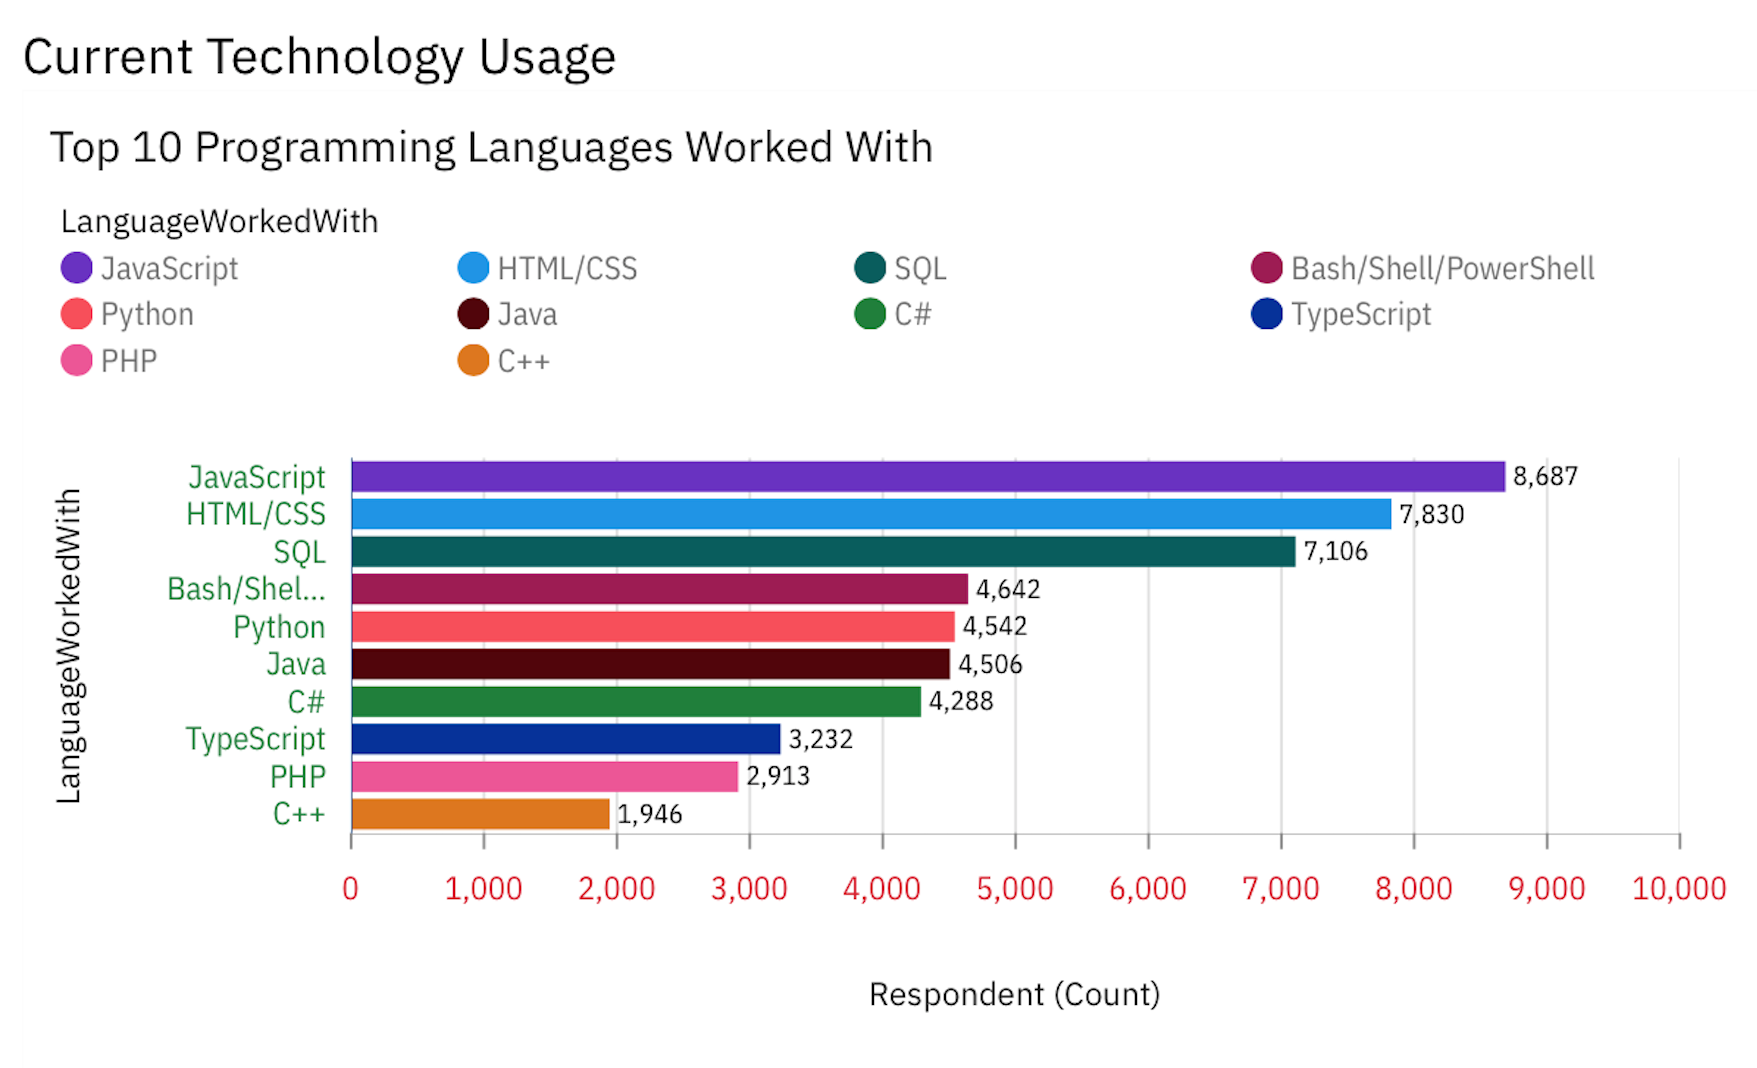 Current Technology Usage
Top 10 Programming Languages Worked With
LanguageWorkedWith
JavaScript HTML/CSS SQL Bash/Shell/PowerShell
Python Java C# TypeScript
PHP C++
LanguageWorkedWith
JavaScript 8,687
HTML/CSS 7,830
SQL 7,106
Bash/Shel... 4,642
Python 4,542
Java 4,506
C# 4,288
TypeScript 3,232
PHP 2,913
C++ 1,946
0 1,000 2,000 3,000 4,000 5,000 6,000 7,000 8,000 9,000 10,000
Respondent (Count)